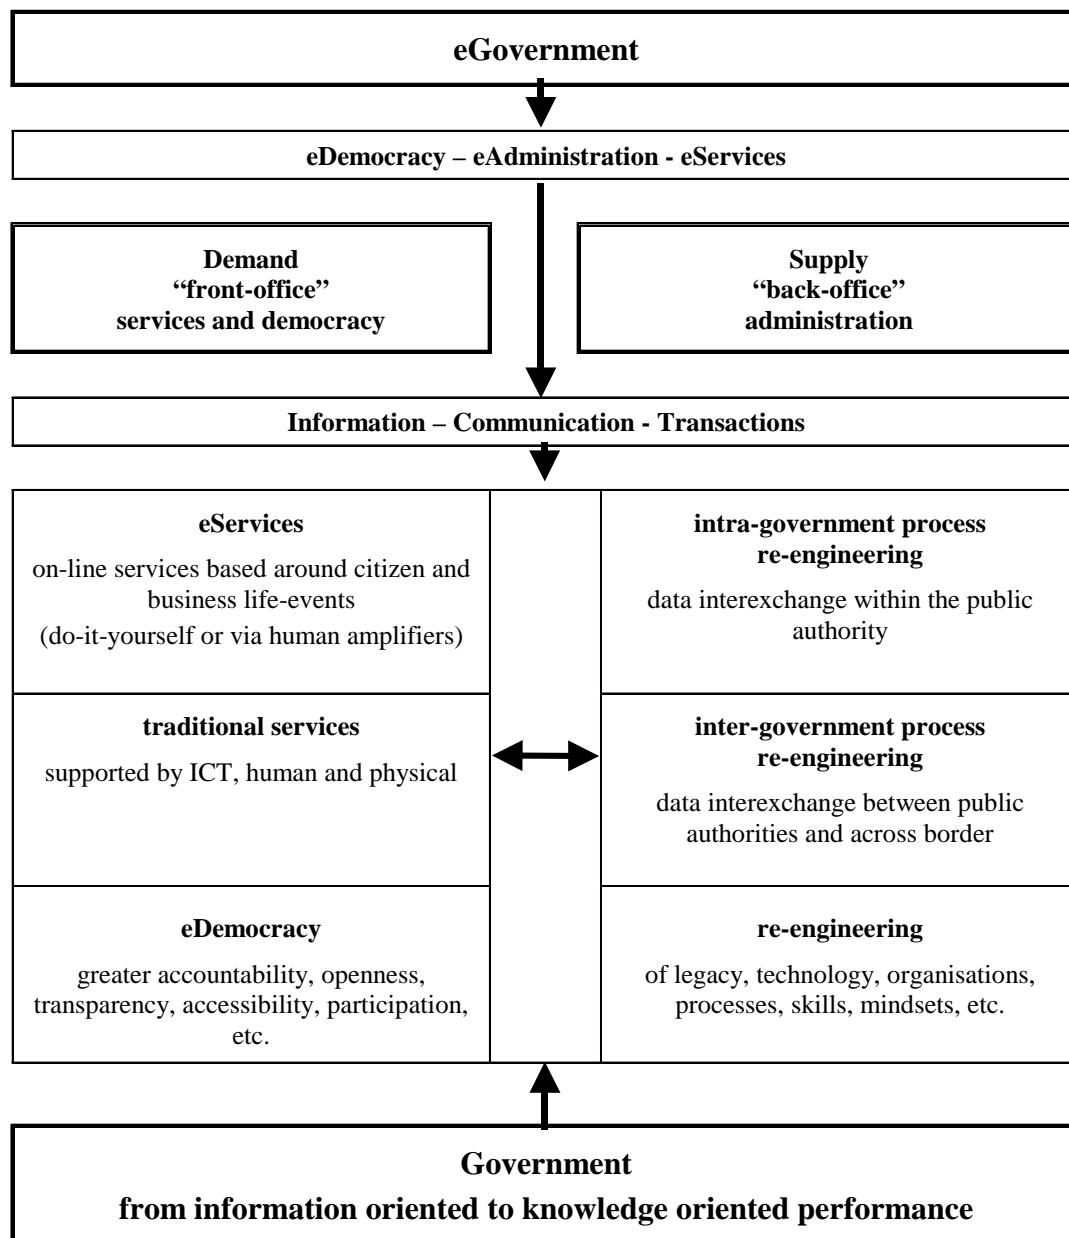 eGovernment
eDemocracy – eAdministration - eServices
Demand
“front-office”
services and democracy
Supply
“back-office”
administration
Information – Communication - Transactions
eServices
on-line services based around citizen and
business life-events
(do-it-yourself or via human amplifiers)
intra-government process
re-engineering
data interexchange within the public
authority
traditional services
supported by ICT, human and physical
inter-government process
re-engineering
data interexchange between public
authorities and across border
eDemocracy
greater accountability, openness,
transparency, accessibility, participation,
etc.
re-engineering
of legacy, technology, organisations,
processes, skills, mindsets, etc.
Government
from information oriented to knowledge oriented performance